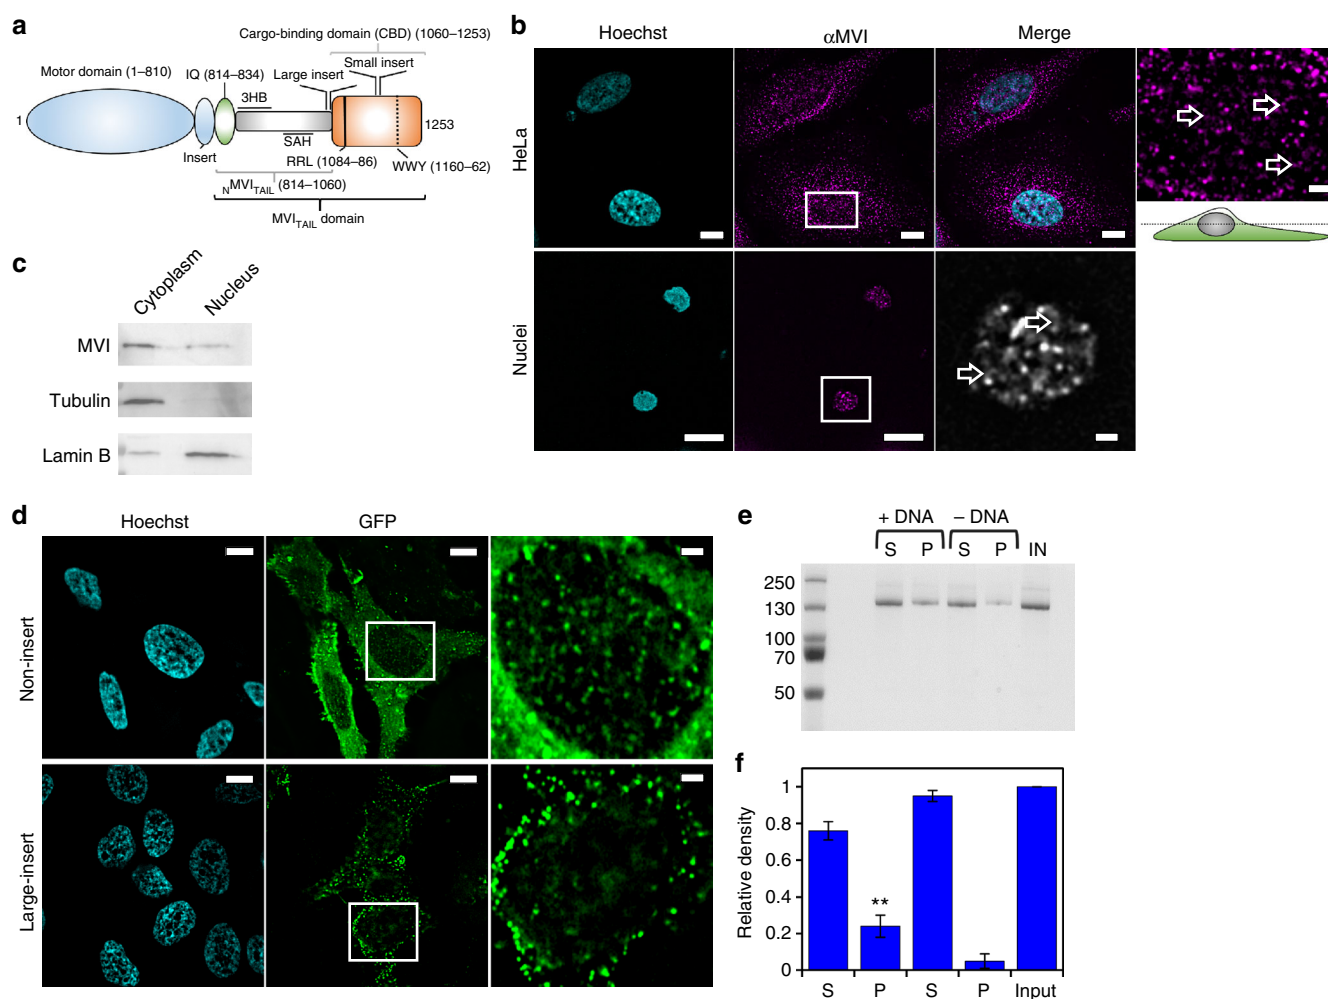 a
Cargo-binding domain (CBD) (1060–1253)
Small insert
Large insert
Motor domain (1–810)
IQ (814–834)
3HB
1
1253
SAH
Insert
RRL (1084–86)
WWY (1160–62)
NMVITAIL (814–1060)
MVITAIL domain
b
Hoechst
αMVI
Merge
HeLa
Nuclei
c
Cytoplasm
Nucleus
MVI
Tubulin
Lamin B
d
Hoechst
GFP
Non-insert
Large-insert
e
+ DNA
– DNA
S
P
S
P
IN
250
130
100
70
50
f
Relative density
1
0.8
0.6
0.4
0.2
0
**
S
P
S
P
Input